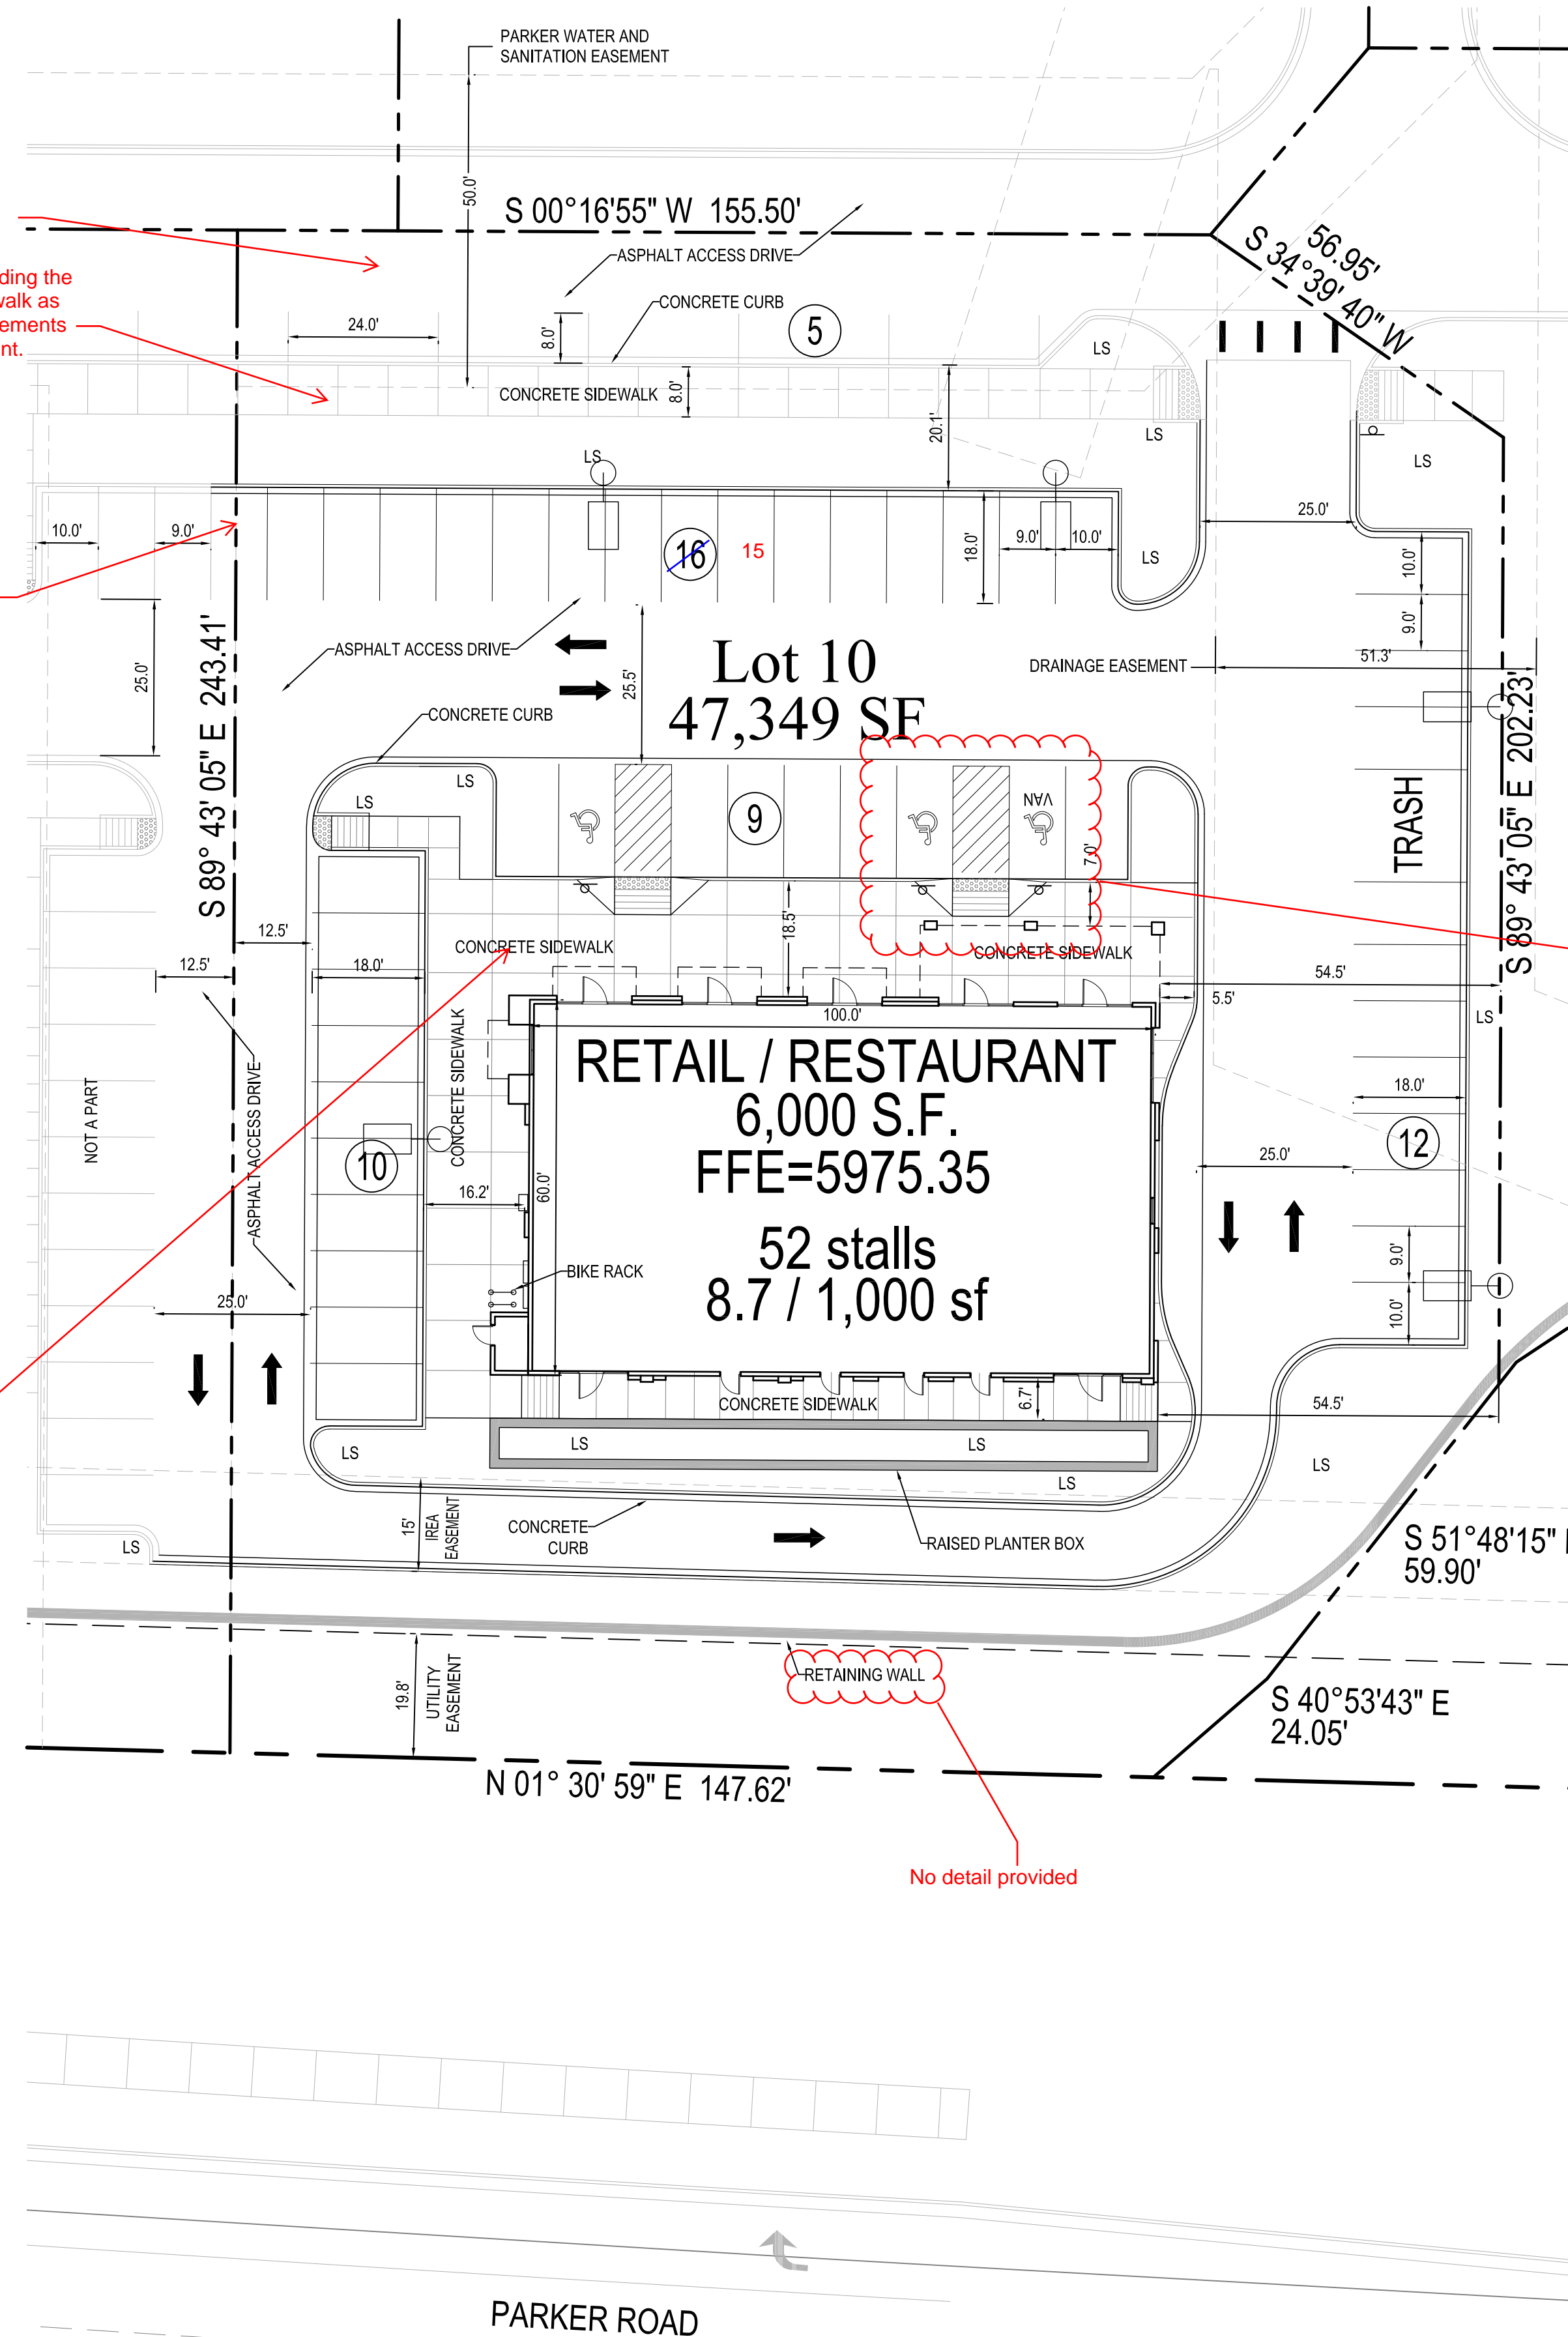 PARKER WATER AND
SANITATION EASEMENT
50.0'
S 00°16'55" W  155.50'
ASPHALT ACCESS DRIVE
56.95'
S 34°39' 40" W
ding the
walk as
ements
nt.
CONCRETE CURB
24.0'
8.0'
5
LS
CONCRETE SIDEWALK
8.0'
20.1'
LS
LS
LS
10.0'
9.0'
16
15
18.0'
9.0'
10.0'
LS
25.0'
10.0'
9.0'
S 89° 43' 05" E  243.41'
25.0'
ASPHALT ACCESS DRIVE
25.5'
Lot 10
47,349 SF
DRAINAGE EASEMENT
51.3'
CONCRETE CURB
S 89° 43' 05" E  202.23'
LS
LS
9
VAN
7.0'
TRASH
12.5'
12.5'
18.0'
CONCRETE SIDEWALK
18.5'
CONCRETE SIDEWALK
54.5'
5.5'
LS
100.0'
CONCRETE SIDEWALK
RETAIL / RESTAURANT
6,000 S.F.
FFE=5975.35
52 stalls
8.7 / 1,000 sf
NOT A PART
ASPHALT ACCESS DRIVE
10
16.2'
60.0'
18.0'
12
25.0'
BIKE RACK
9.0'
10.0'
25.0'
CONCRETE SIDEWALK
6.7'
54.5'
LS
LS
LS
LS
LS
15'
IREA
EASEMENT
CONCRETE
CURB
RAISED PLANTER BOX
LS
S 51°48'15"
59.90'
19.8'
UTILITY
EASEMENT
RETAINING WALL
S 40°53'43" E
24.05'
N 01° 30' 59" E  147.62'
No detail provided
PARKER ROAD